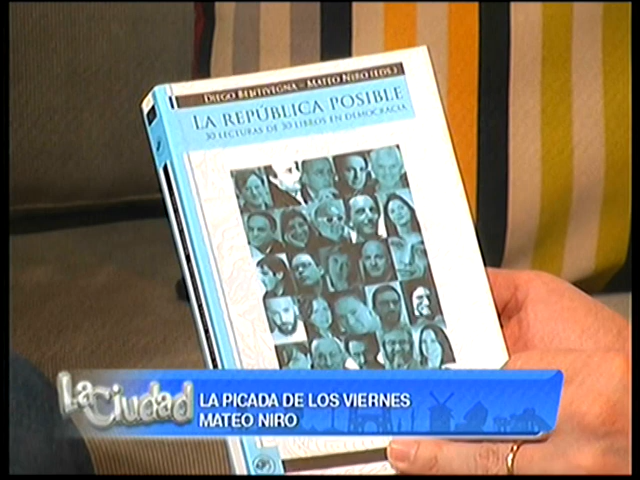 DIEGO BENTIVEGNA – MATEO NIRO (EDS.)
LA REPÚBLICA POSIBLE
30 LECTURAS DE 30 LIBROS EN DEMOCRACIA
La Ciudad
LA PICADA DE LOS VIERNES
MATEO NIRO